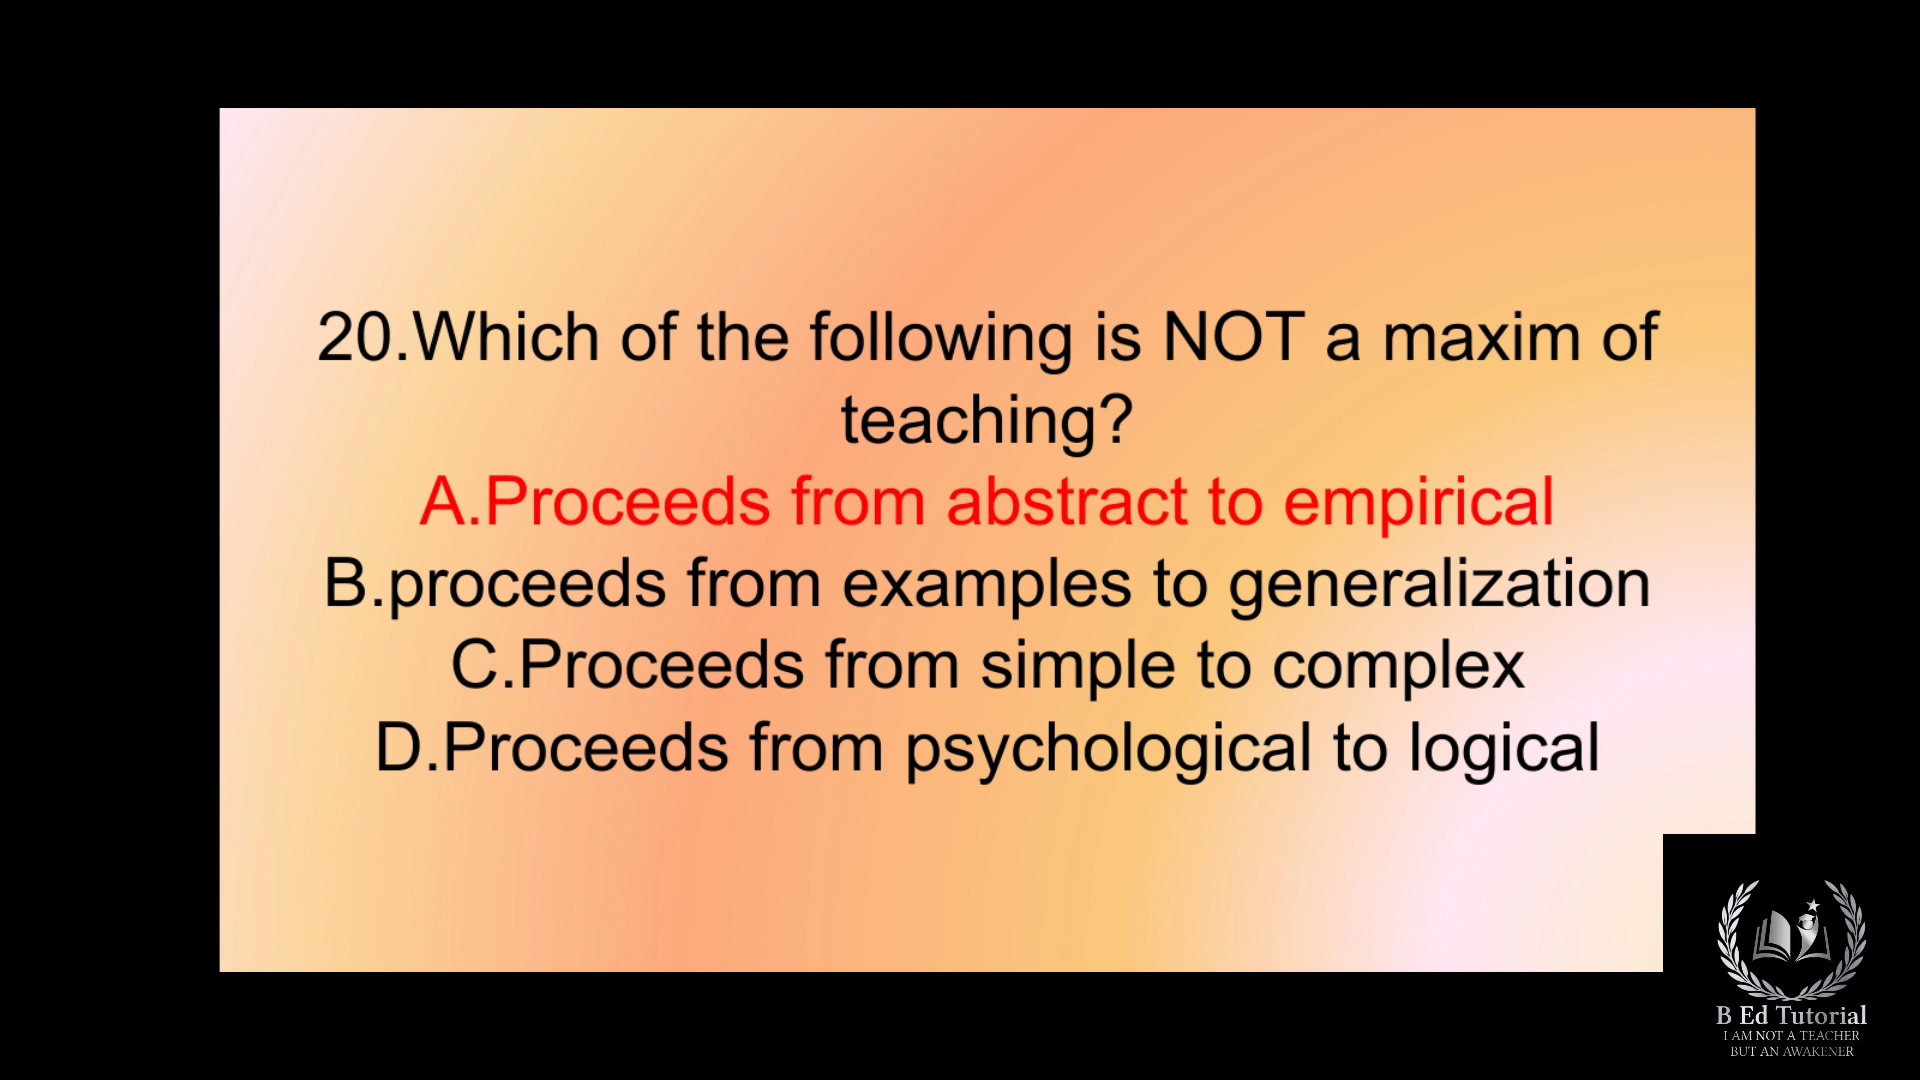 20.Which of the following is NOT a maxim of
teaching?
A.Proceeds from abstract to empirical
B.proceeds from examples to generalization
C.Proceeds from simple to complex
D.Proceeds from psychological to logical
B Ed Tutorial
I AM NOT A TEACHER
BUT AN AWAKENER